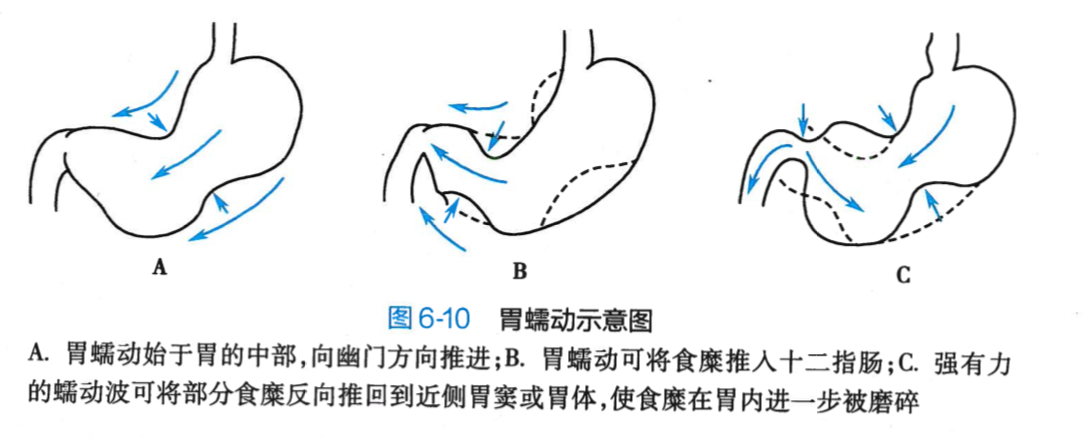 A
B
C
图6-10 胃蠕动示意图
A. 胃蠕动始于胃的中部,向幽门方向推进;B. 胃蠕动可将食糜推入十二指肠;C. 强有力
的蠕动波可将部分食糜反向推回到近侧胃窦或胃体,使食糜在胃内进一步被磨碎